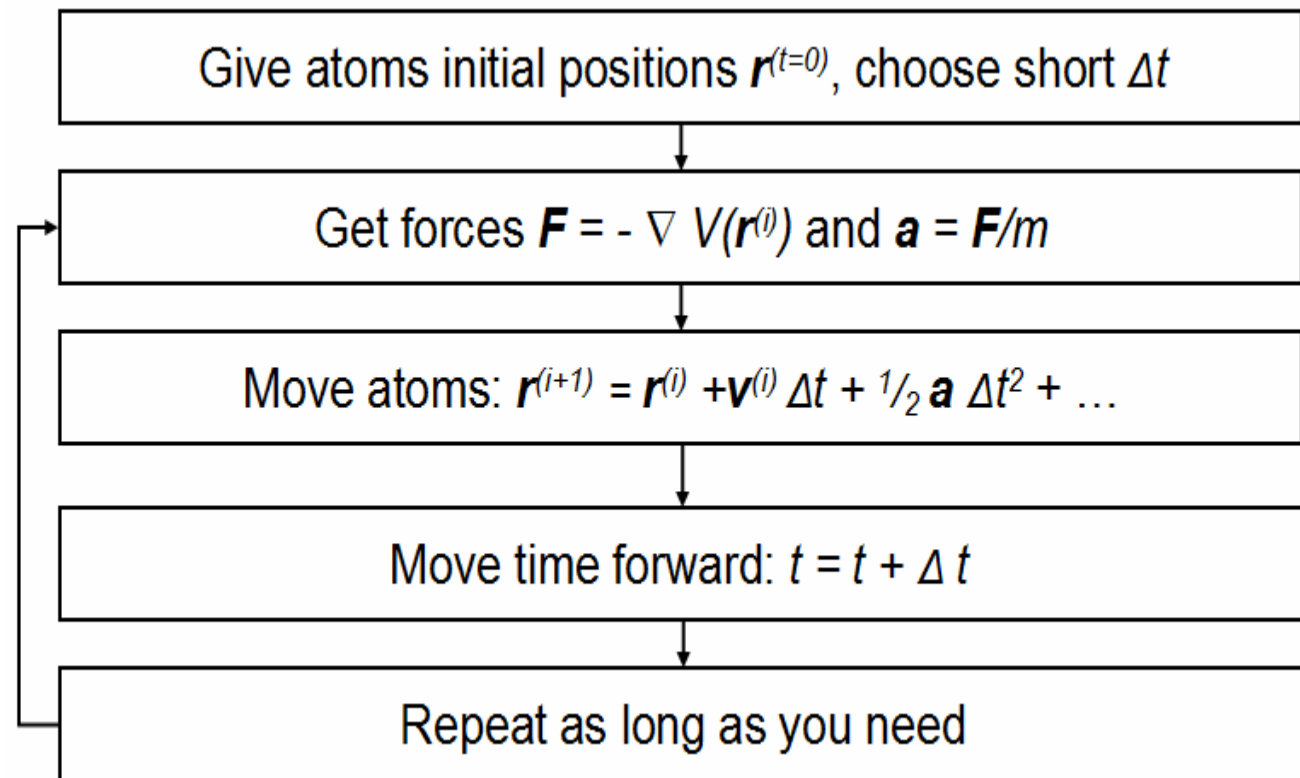 Give atoms initial positions r⁽ᵗ⁼⁰⁾, choose short Δt
Get forces F = - ∇ V(r⁽ⁱ⁾) and a = F/m
Move atoms: r⁽ⁱ⁺¹⁾ = r⁽ⁱ⁾ +v⁽ⁱ⁾ Δt + ¹/₂ a Δt² + …
Move time forward: t = t + Δ t
Repeat as long as you need